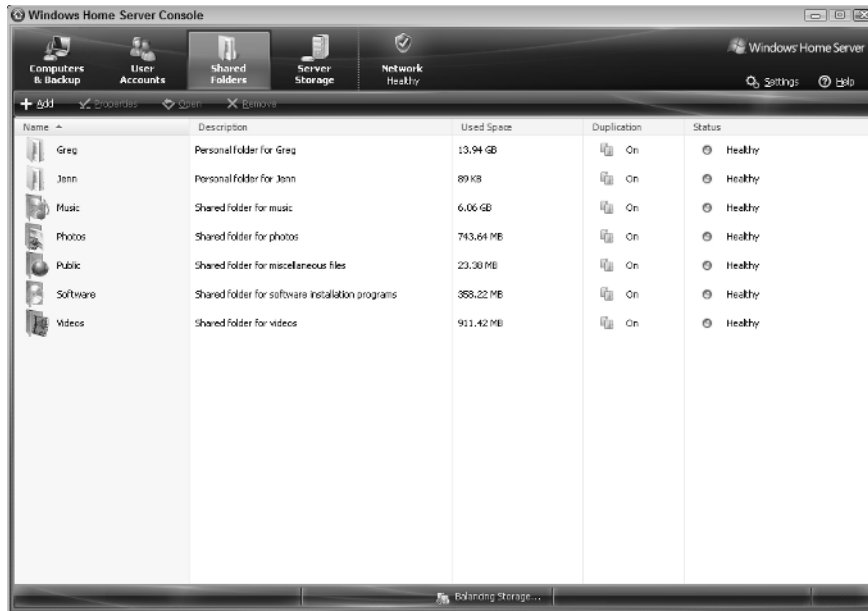 Windows Home Server Console
Computers & Backup
User Accounts
Shared Folders
Server Storage
Network Healthy
Windows Home Server
Settings
Help
Add Properties Open Remove
Name Description Used Space Duplication Status
Greg Personal folder for Greg 13.94 GB On Healthy
Jenn Personal folder for Jenn 89 KB On Healthy
Music Shared folder for music 6.06 GB On Healthy
Photos Shared folder for photos 743.64 MB On Healthy
Public Shared folder for miscellaneous files 23.38 MB On Healthy
Software Shared folder for software installation programs 358.22 MB On Healthy
Videos Shared folder for videos 911.42 MB On Healthy
Balancing Storage...